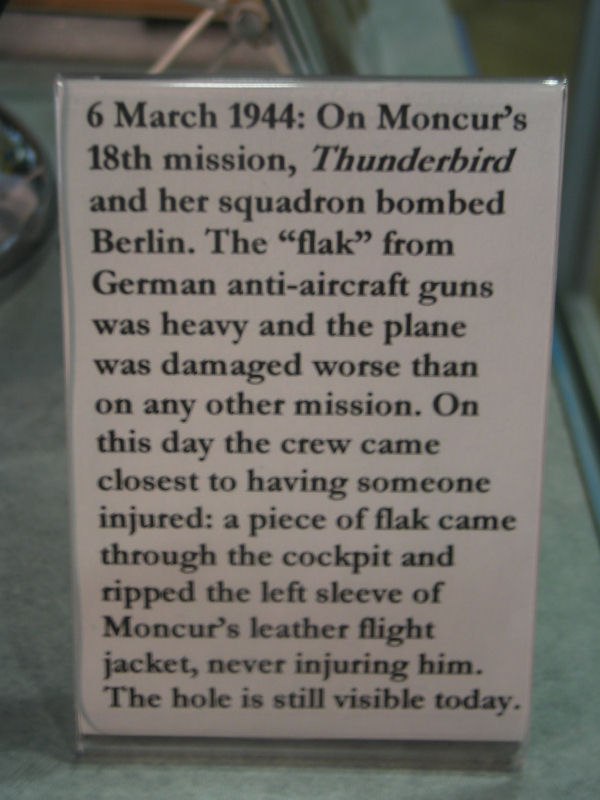 6 March 1944: On Moncur's
18th mission, Thunderbird
and her squadron bombed
Berlin. The “flak” from
German anti-aircraft guns
was heavy and the plane
was damaged worse than
on any other mission. On
this day the crew came
closest to having someone
injured: a piece of flak came
through the cockpit and
ripped the left sleeve of
Moncur's leather flight
jacket, never injuring him.
The hole is still visible today.